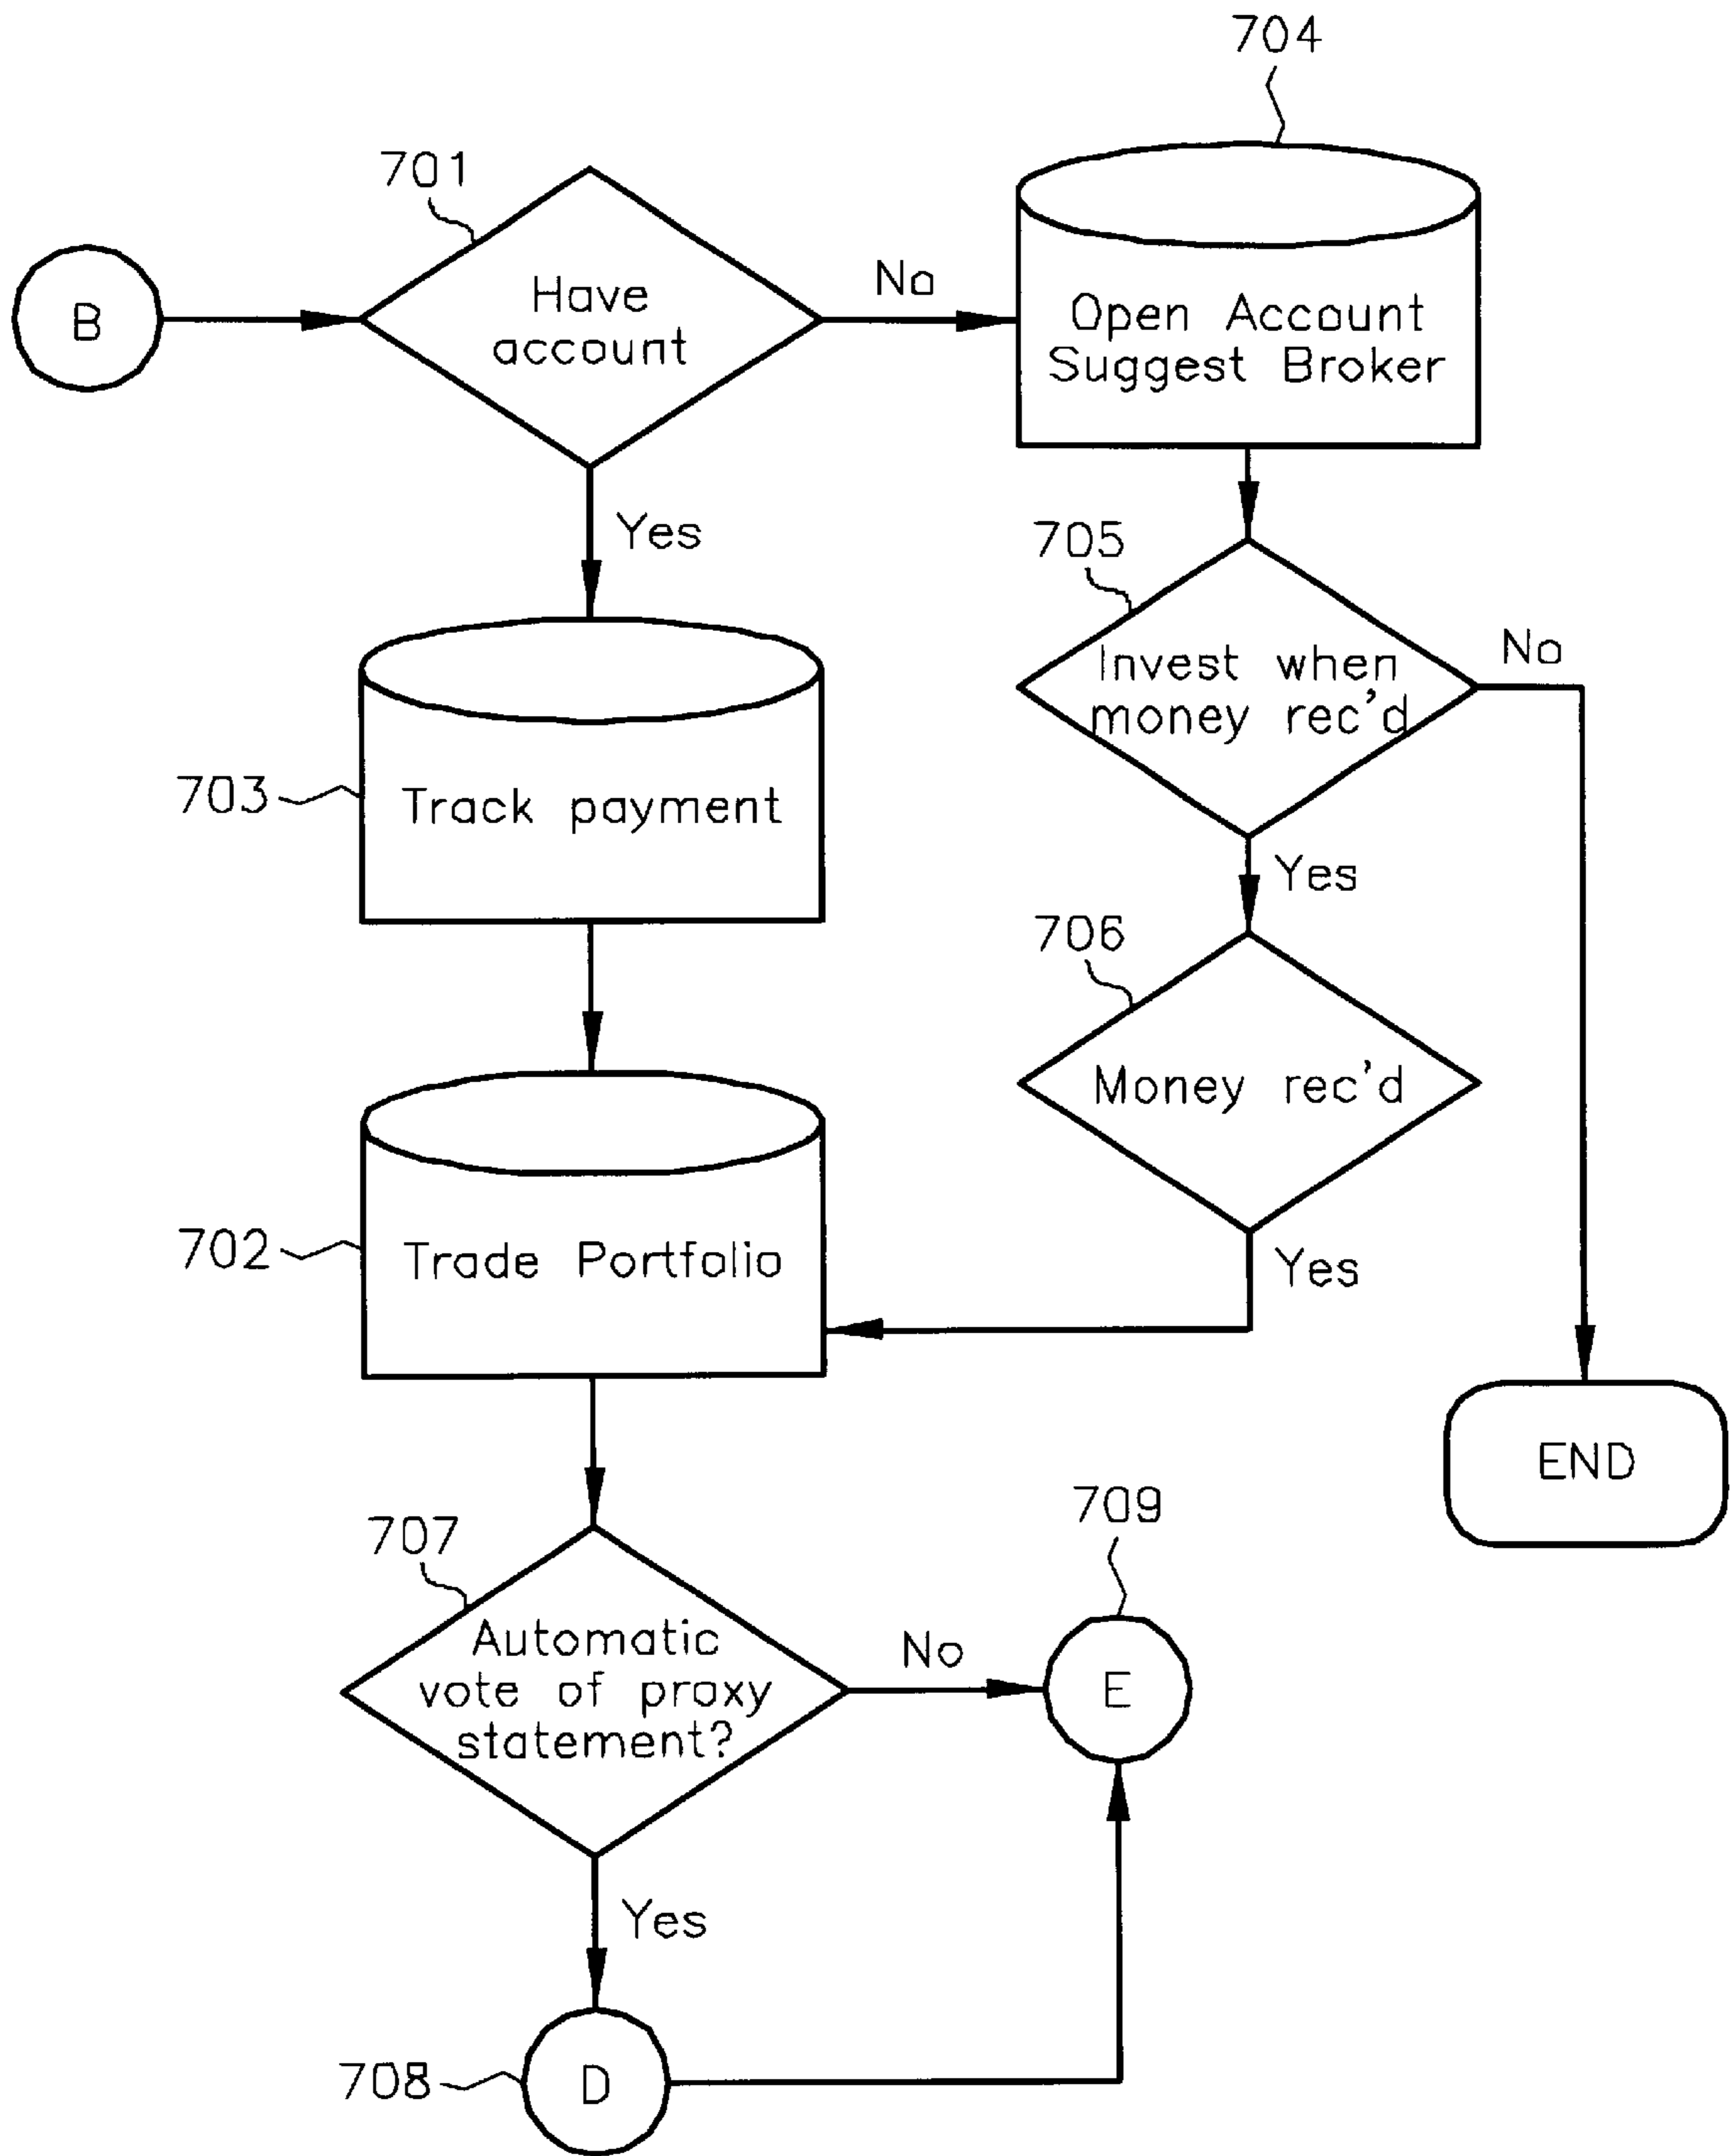 704
701
B
Have
account
No
Open Account
Suggest Broker
Yes
705
Invest when
money rec'd
No
703
Track payment
Yes
706
Money rec'd
702
Trade Portfolio
Yes
END
707
709
Automatic
vote of proxy
statement?
No
E
Yes
708
D